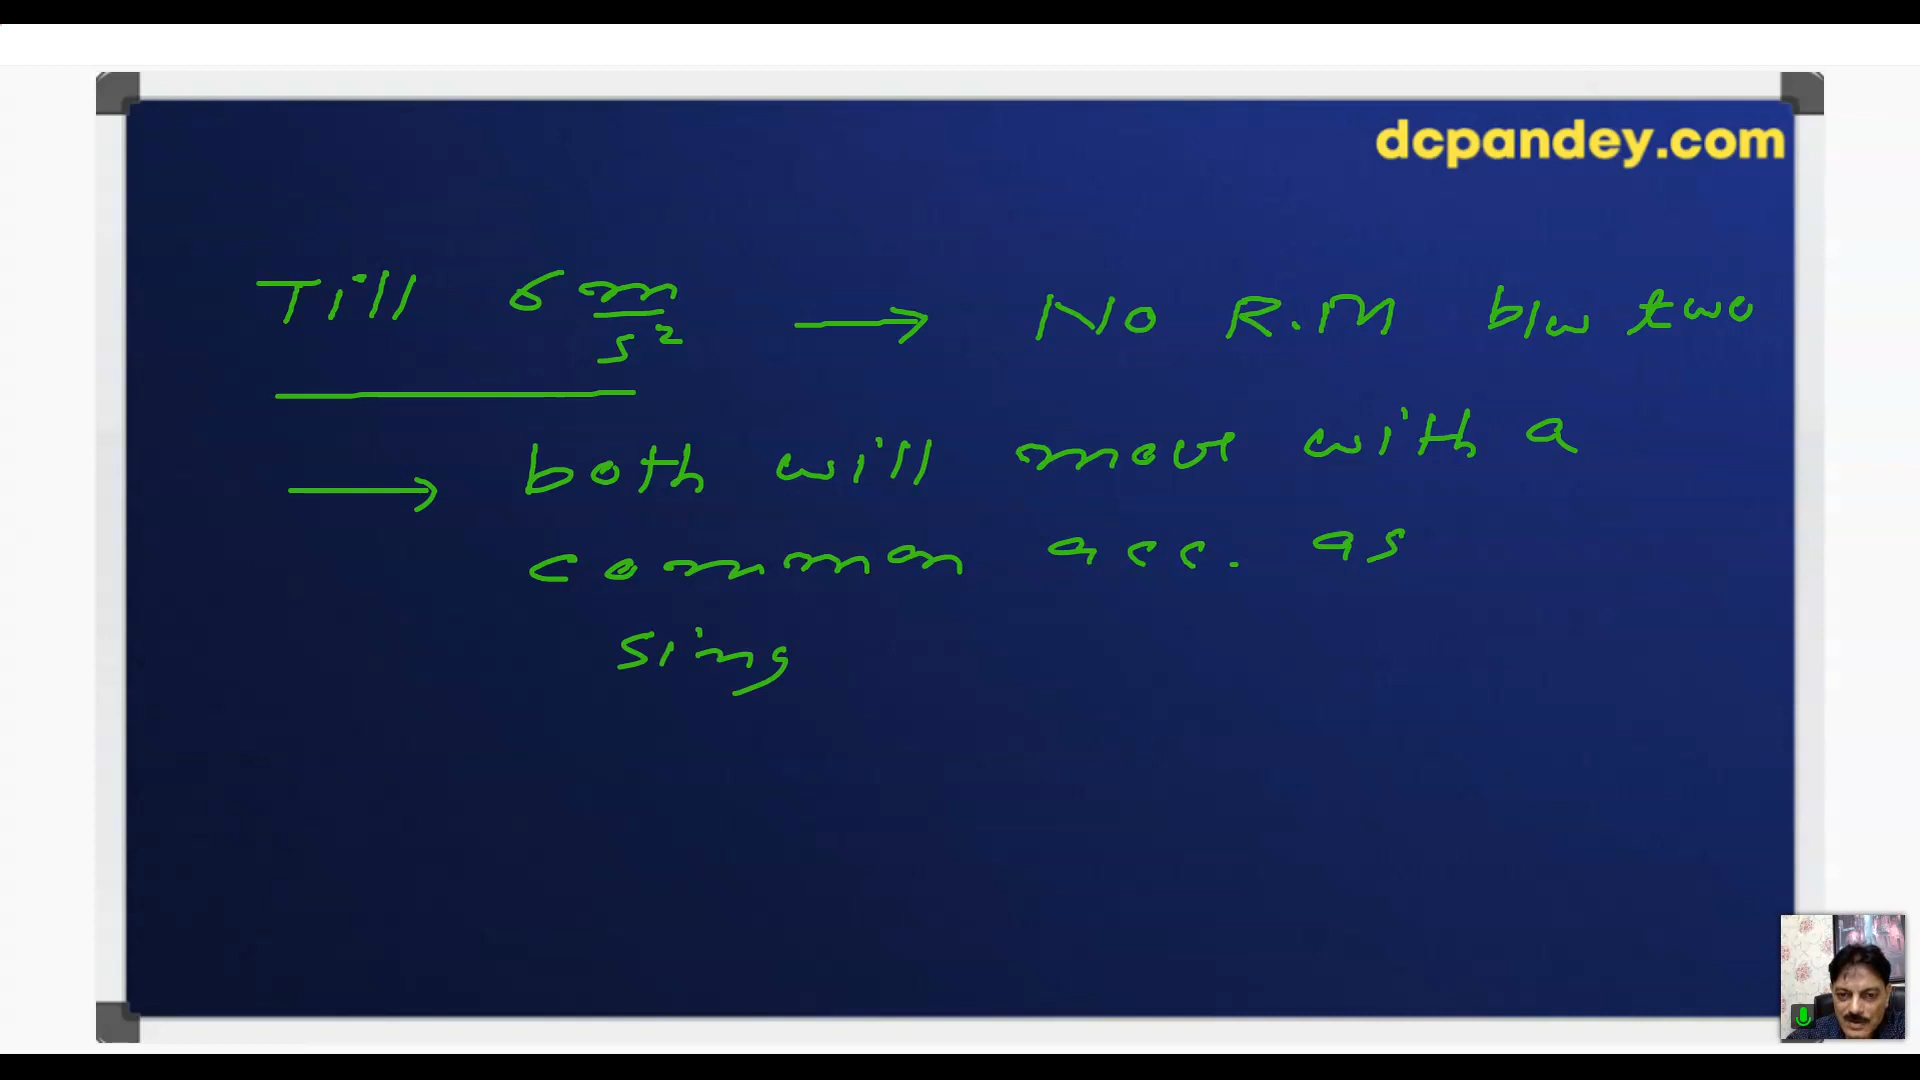 dcpandey.com
Till 6 m/s² → No R.M b/w two
→ both will move with a
common acc. as
sing